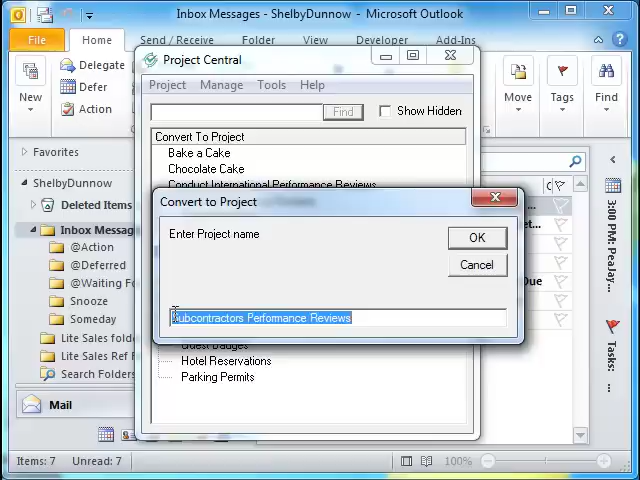 Inbox Messages - ShelbyDunnow - Microsoft Outlook
File Home Send / Receive Folder View Developer Add-Ins
Project Central
Project Manage Tools Help
New
Delegate
Defer
Action
Move
Tags
Find
Find
Show Hidden
Convert To Project
Bake a Cake
Chocolate Cake
Conduct International Performance Reviews
Convert to Project
Enter Project name
OK
Cancel
Subcontractors Performance Reviews
Guest Badges
Hotel Reservations
Parking Permits
Favorites
ShelbyDunnow
Deleted Items
Inbox Messag
@Action
@Deferred
@Waiting Fo
Snooze
Someday
Lite Sales folder
Lite Sales Ref F
Search Folders
Mail
Due
3:00 PM: PeaJay...
Tasks: ...
Items: 7 Unread: 7
100%